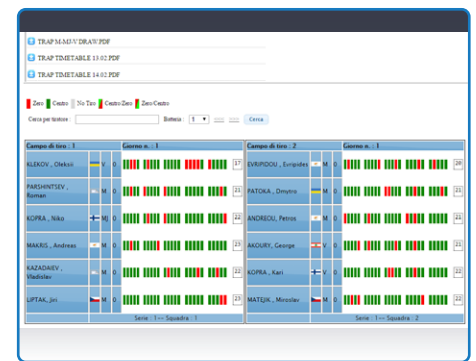 TRAP M-MJ-V DRAW.PDF
TRAP TIMETABLE 13.02.PDF
TRAP TIMETABLE 14.02.PDF
Zero Centro No Tiro Centro-Zero Zero-Centro
Cerca per tiratore : Batteria : 1 Cerca
Campo di tiro : 1 Giorno n. : 1 Campo di tiro : 2 Giorno n. : 1
KLEKOV , Oleksii V 0 17 EVRIPIDOU , Evripides M 0 20
PARSHINTSEV , Roman M 0 21 PATOKA , Dmytro M 0 21
KOPRA , Niko MJ 0 22 ANDREOU, Petros M 0 21
MAKRIS , Andreas M 0 23 AKOURY, George V 0 21
KAZADAEV , Vladislav M 0 22 KOPRA , Kari V 0 22
LIPTAK, Jiri M 0 23 MATEJIK , Miroslav M 0 22
Serie : 1 -- Squadra : 1 Serie : 1 -- Squadra : 2